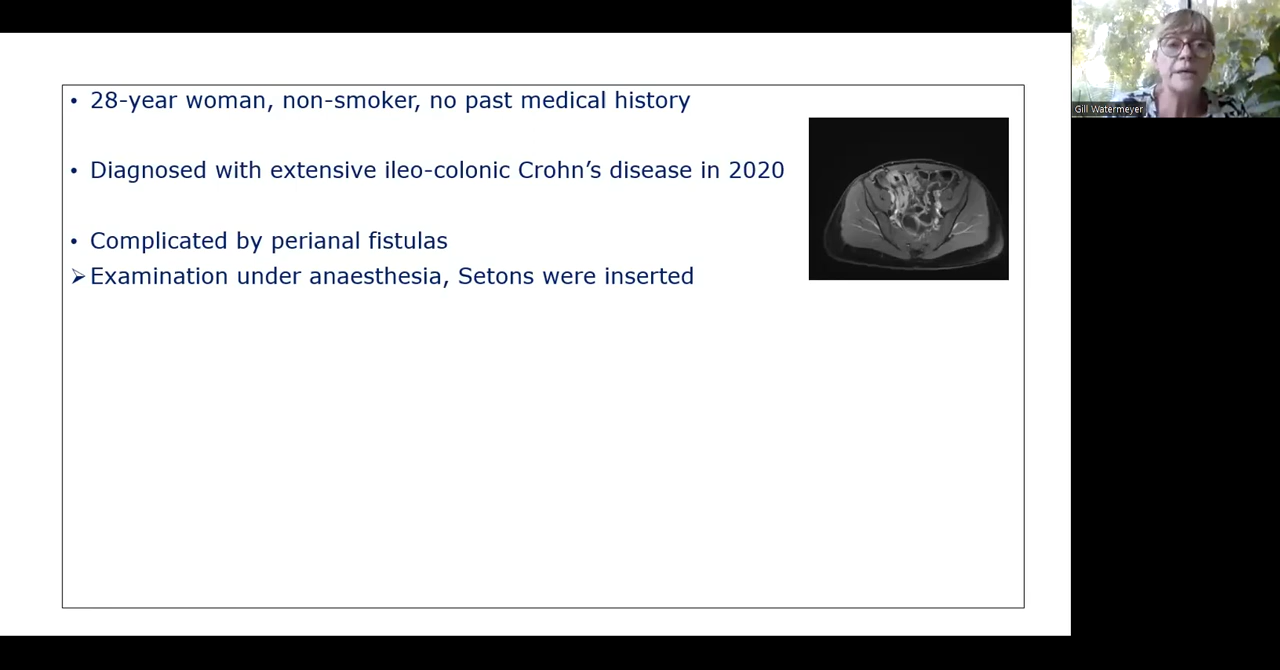 • 28-year woman, non-smoker, no past medical history
• Diagnosed with extensive ileo-colonic Crohn’s disease in 2020
• Complicated by perianal fistulas
➢ Examination under anaesthesia, Setons were inserted
Gill Watermeyer